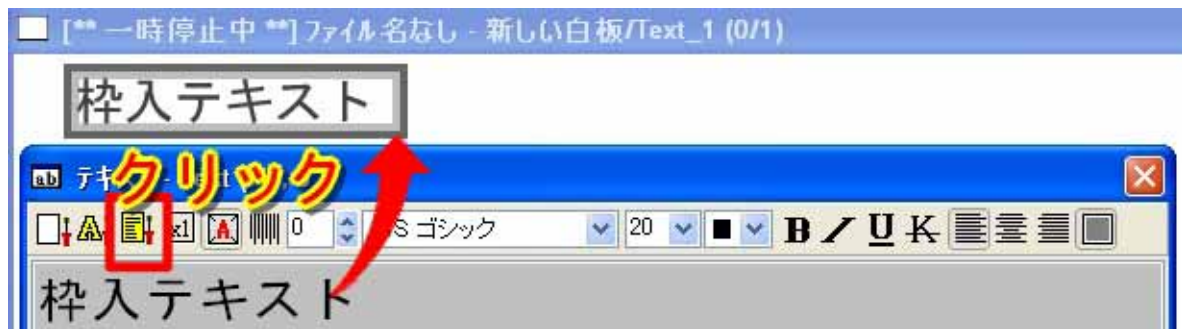 [** 一時停止中 **] ファイル名なし - 新しい白板/Text_1 (0/1)
枠入テキスト
クリック
0 ゴシック 20 B U K
枠入テキスト